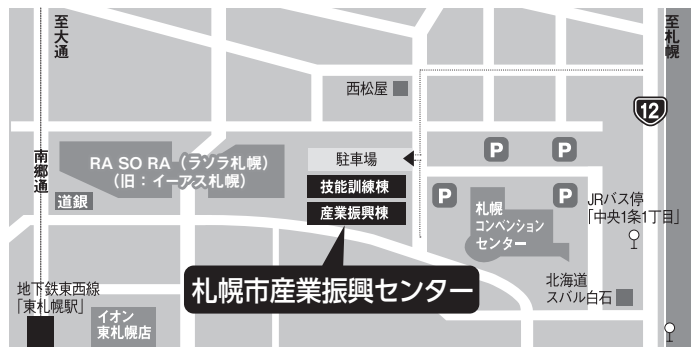 至大通
至札幌
西松屋
12
南郷通
RA SO RA（ラソラ札幌）
（旧：イーアス札幌）
道銀
駐車場
技能訓練棟
産業振興棟
P
P
P
P
札幌
コンベンション
センター
JRバス停
「中央1条1丁目」
札幌市産業振興センター
北海道
スバル白石
地下鉄東西線
「東札幌駅」
イオン
東札幌店